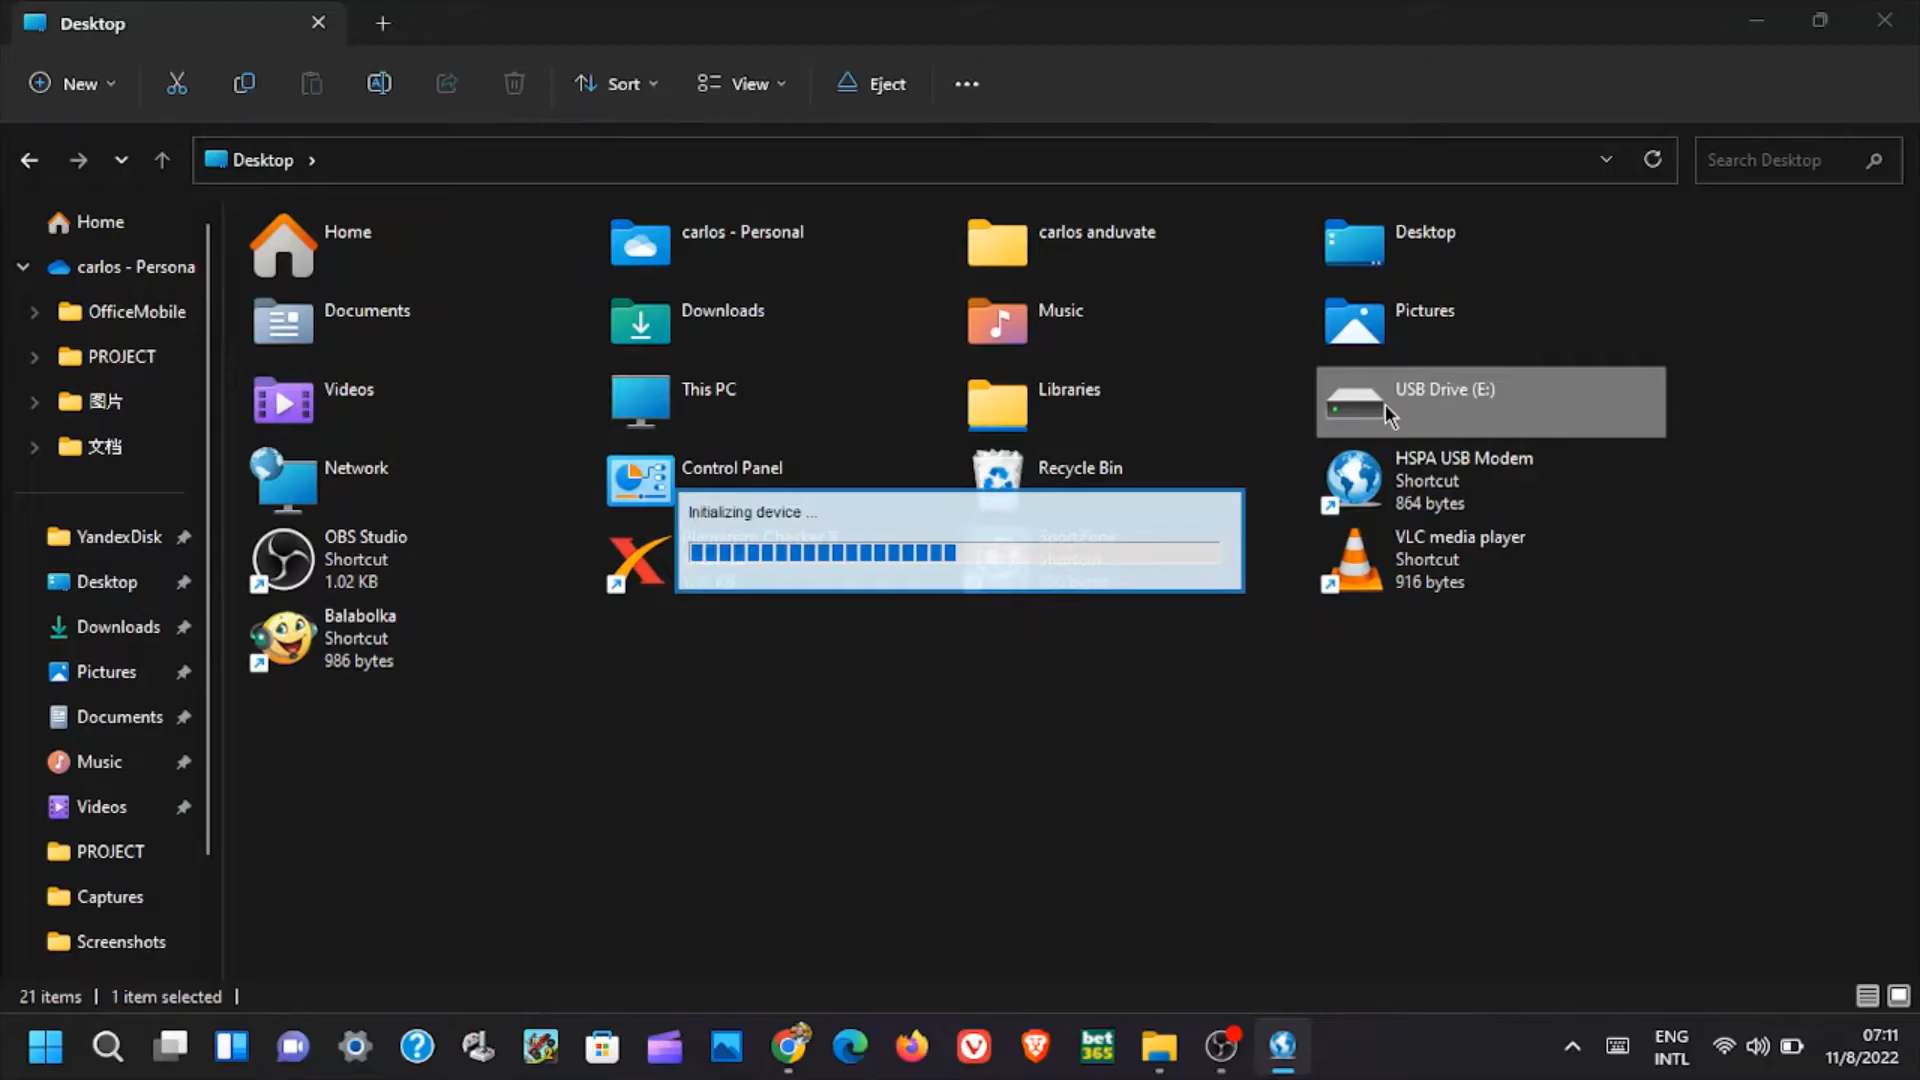 Desktop
New
Sort
View
Eject
Desktop
Search Desktop
Home
carlos - Persona
OfficeMobile
PROJECT
图片
文档
YandexDisk
Desktop
Downloads
Pictures
Documents
Music
Videos
PROJECT
Captures
Screenshots
Home
carlos - Personal
carlos anduvate
Desktop
Documents
Downloads
Music
Pictures
Videos
This PC
Libraries
USB Drive (E:)
Network
Control Panel
Recycle Bin
HSPA USB Modem
Shortcut
864 bytes
OBS Studio
Shortcut
1.02 KB
Initializing device ...
VLC media player
Shortcut
916 bytes
Balabolka
Shortcut
986 bytes
21 items
1 item selected
bet
365
ENG
INTL
07:11
11/8/2022